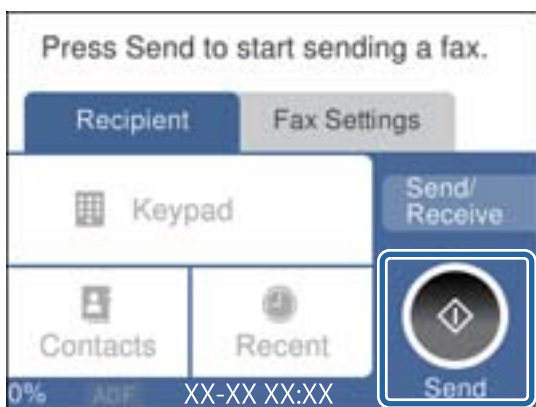 Press Send to start sending a fax.
Recipient
Fax Settings
Keypad
Send/
Receive
Contacts
Recent
Send
0%
ADF
XX-XX XX:XX